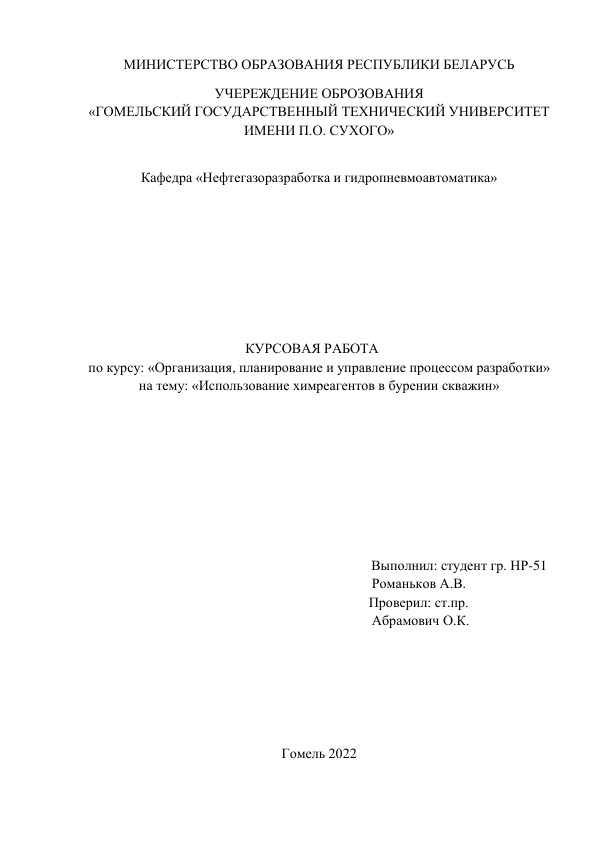 МИНИСТЕРСТВО ОБРАЗОВАНИЯ РЕСПУБЛИКИ БЕЛАРУСЬ
УЧЕРЕЖДЕНИЕ ОБРОЗОВАНИЯ
«ГОМЕЛЬСКИЙ ГОСУДАРСТВЕННЫЙ ТЕХНИЧЕСКИЙ УНИВЕРСИТЕТ
ИМЕНИ П.О. СУХОГО»
Кафедра «Нефтегазоразработка и гидропневмоавтоматика»
КУРСОВАЯ РАБОТА
по курсу: «Организация, планирование и управление процессом разработки»
на тему: «Использование химреагентов в бурении скважин»
Выполнил: студент гр. НР-51
Романьков А.В.
Проверил: ст.пр.
Абрамович О.К.
Гомель 2022